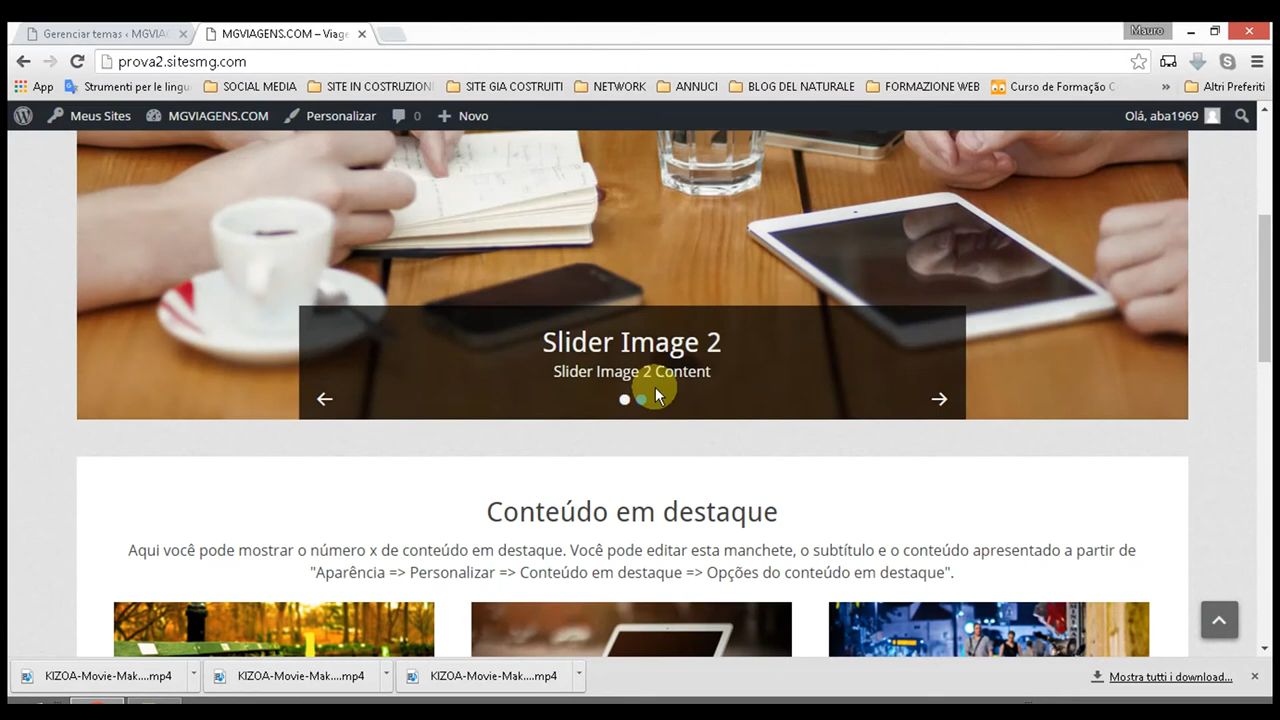 Mauro
Gerenciar temas ‹ MGVIA
MGVIAGENS.COM – Viage
prova2.sitesmg.com
App
Strumenti per le lingu
SOCIAL MEDIA
SITE IN COSTRUZION
SITE GIA COSTRUITI
NETWORK
ANNUCI
BLOG DEL NATURALE
FORMAZIONE WEB
Curso de Formação C
»
Altri Preferiti
Meus Sites
MGVIAGENS.COM
Personalizar
0
Novo
Olá, aba1969
Slider Image 2
Slider Image 2 Content
Conteúdo em destaque
Aqui você pode mostrar o número x de conteúdo em destaque. Você pode editar esta manchete, o subtítulo e o conteúdo apresentado a partir de
"Aparência => Personalizar => Conteúdo em destaque => Opções do conteúdo em destaque".
KIZOA-Movie-Mak....mp4
KIZOA-Movie-Mak....mp4
KIZOA-Movie-Mak....mp4
Mostra tutti i download...